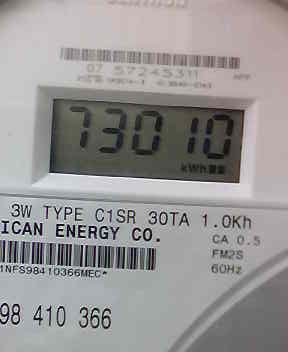 07 57245311 APP
73010
kWh
3W TYPE C1SR 30TA 1.0Kh
ICAN ENERGY CO.
CA 0.5
FM2S
60Hz
1NFS98410366MEC*
98 410 366